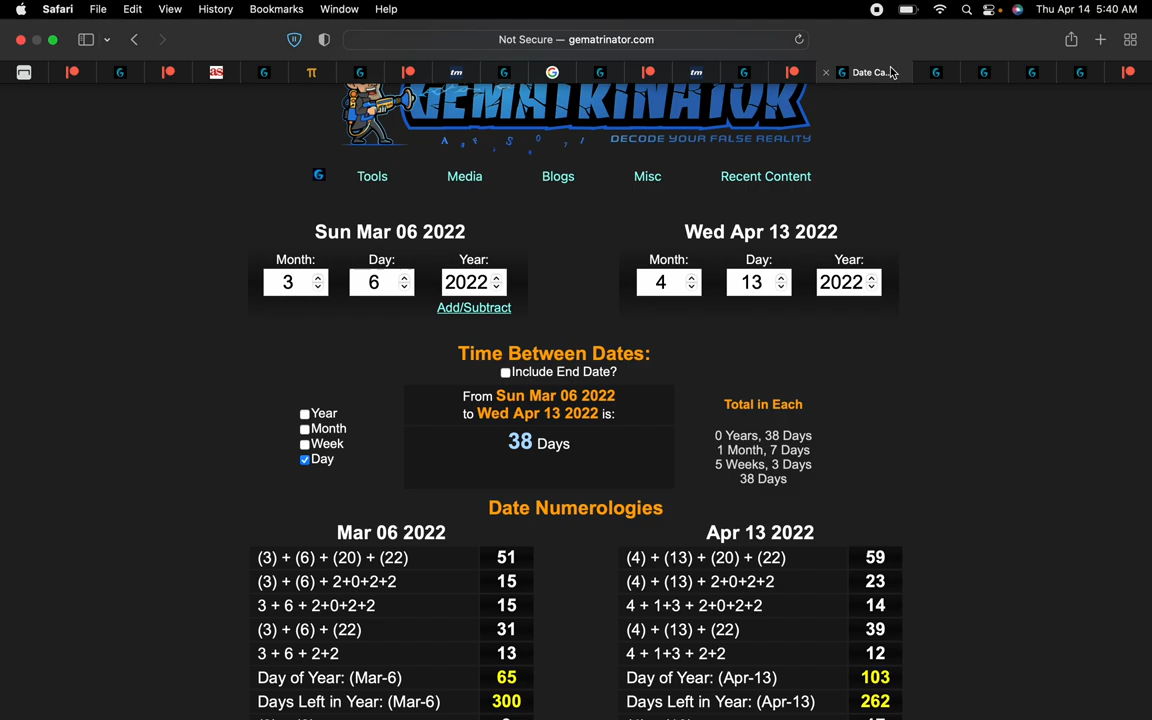 Safari File Edit View History Bookmarks Window Help Thu Apr 14 5:40 AM
Not Secure — gematrinator.com
as π tm tm Date Ca...
GEMATRINATOR
DECODE YOUR FALSE REALITY
Tools Media Blogs Misc Recent Content
Sun Mar 06 2022 Wed Apr 13 2022
Month: Day: Year: Month: Day: Year:
3 6 2022 4 13 2022
Add/Subtract
Time Between Dates:
Include End Date?
From Sun Mar 06 2022
to Wed Apr 13 2022 is:
38 Days
Year
Month
Week
Day
Total in Each
0 Years, 38 Days
1 Month, 7 Days
5 Weeks, 3 Days
38 Days
Date Numerologies
Mar 06 2022 Apr 13 2022
(3) + (6) + (20) + (22) 51 (4) + (13) + (20) + (22) 59
(3) + (6) + 2+0+2+2 15 (4) + (13) + 2+0+2+2 23
3 + 6 + 2+0+2+2 15 4 + 1+3 + 2+0+2+2 14
(3) + (6) + (22) 31 (4) + (13) + (22) 39
3 + 6 + 2+2 13 4 + 1+3 + 2+2 12
Day of Year: (Mar-6) 65 Day of Year: (Apr-13) 103
Days Left in Year: (Mar-6) 300 Days Left in Year: (Apr-13) 262